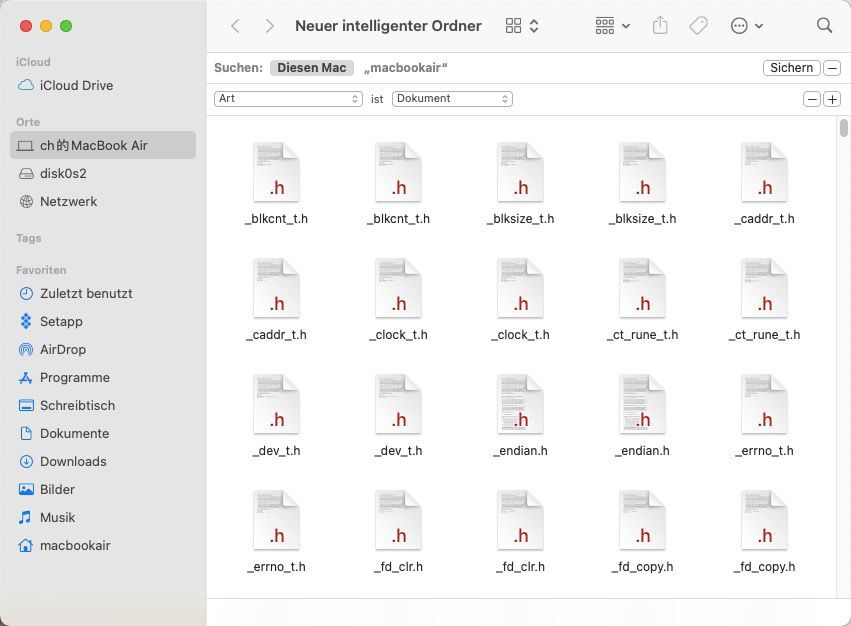 Neuer intelligenter Ordner
iCloud
iCloud Drive
Orte
ch的MacBook Air
disk0s2
Netzwerk
Tags
Favoriten
Zuletzt benutzt
Setapp
AirDrop
Programme
Schreibtisch
Dokumente
Downloads
Bilder
Musik
macbookair
Suchen: Diesen Mac „macbookair“ Sichern
Art ist Dokument
.h .h .h .h .h
_blkcnt_t.h _blkcnt_t.h _blksize_t.h _blksize_t.h _caddr_t.h
.h .h .h .h .h
_caddr_t.h _clock_t.h _clock_t.h _ct_rune_t.h _ct_rune_t.h
.h .h .h .h .h
_dev_t.h _dev_t.h _endian.h _endian.h _errno_t.h
.h .h .h .h .h
_errno_t.h _fd_clr.h _fd_clr.h _fd_copy.h _fd_copy.h